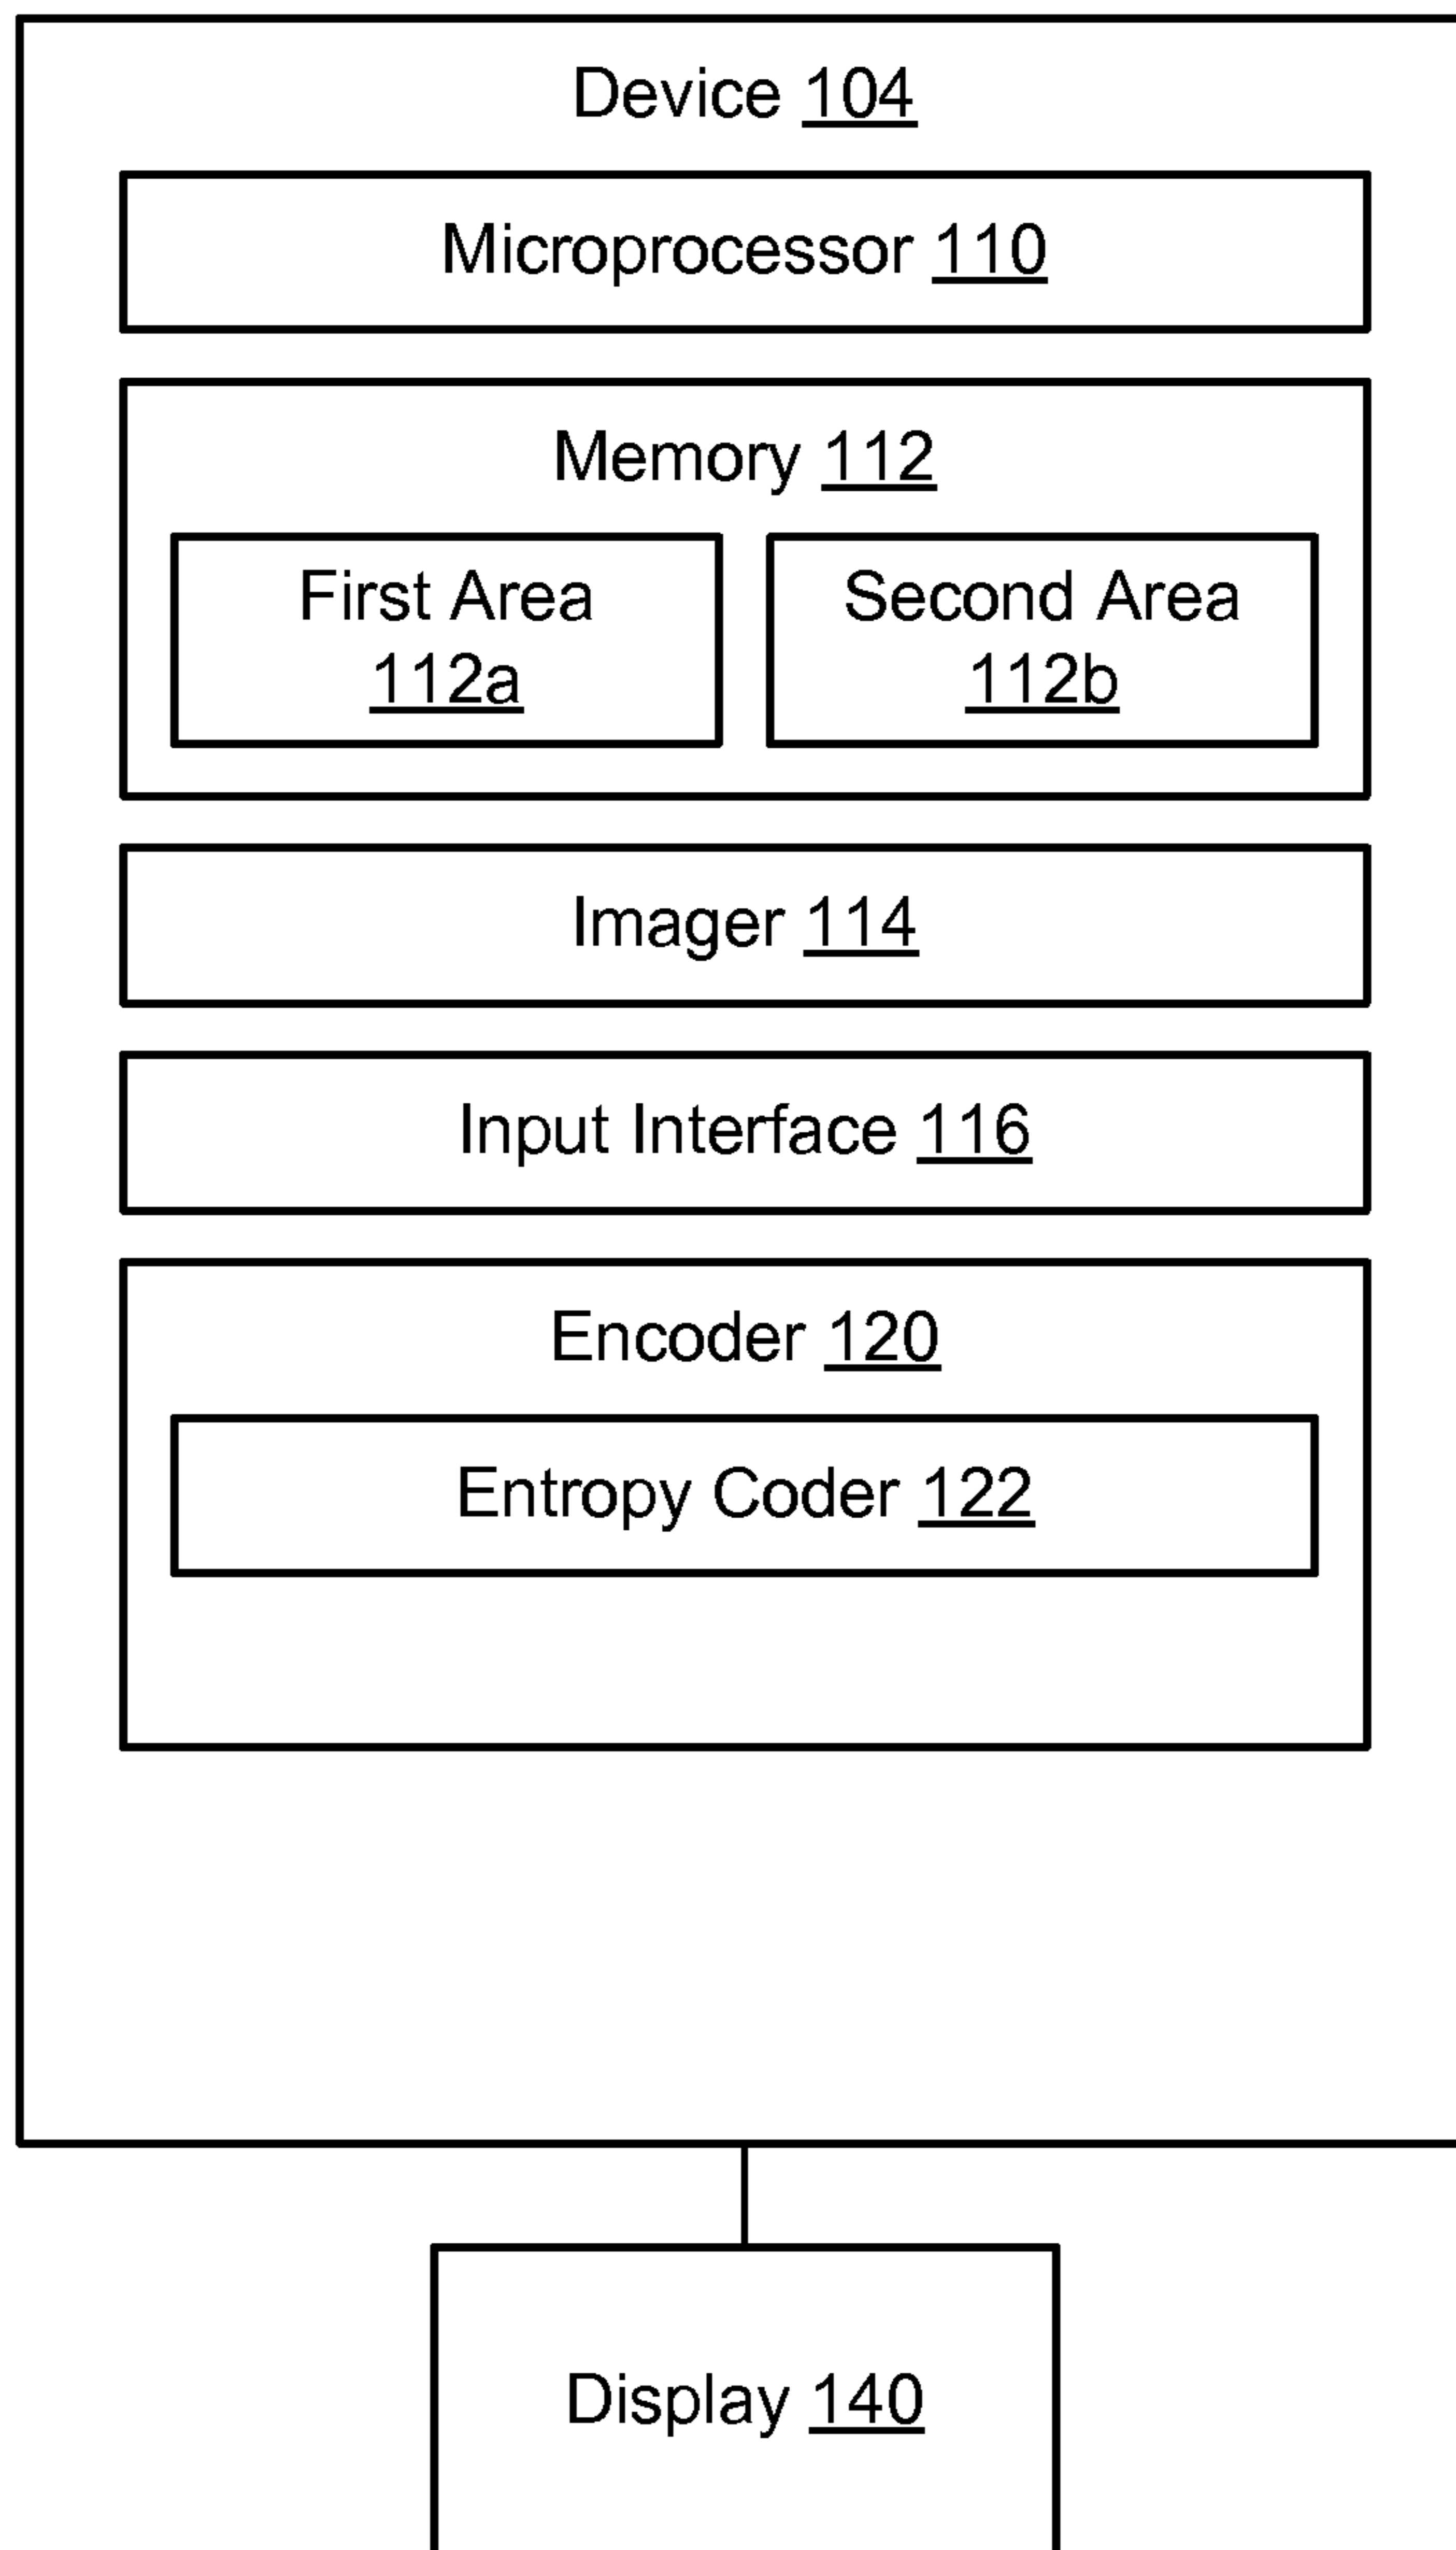 Device 104
Microprocessor 110
Memory 112
First Area
112a
Second Area
112b
Imager 114
Input Interface 116
Encoder 120
Entropy Coder 122
Display 140